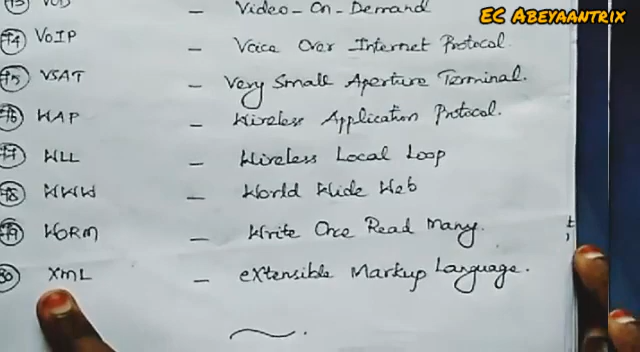 EC ABEYAANTRIX
73 VOD – Video-On-Demand
74 VOIP – Voice Over Internet Protocol.
75 VSAT – Very Small Aperture Terminal.
76 WAP – Wireless Application Protocol.
77 WLL – Wireless Local Loop
78 WWW – World Wide Web
79 WORM – Write Once Read Many.
80 XML – eXtensible Markup Language.